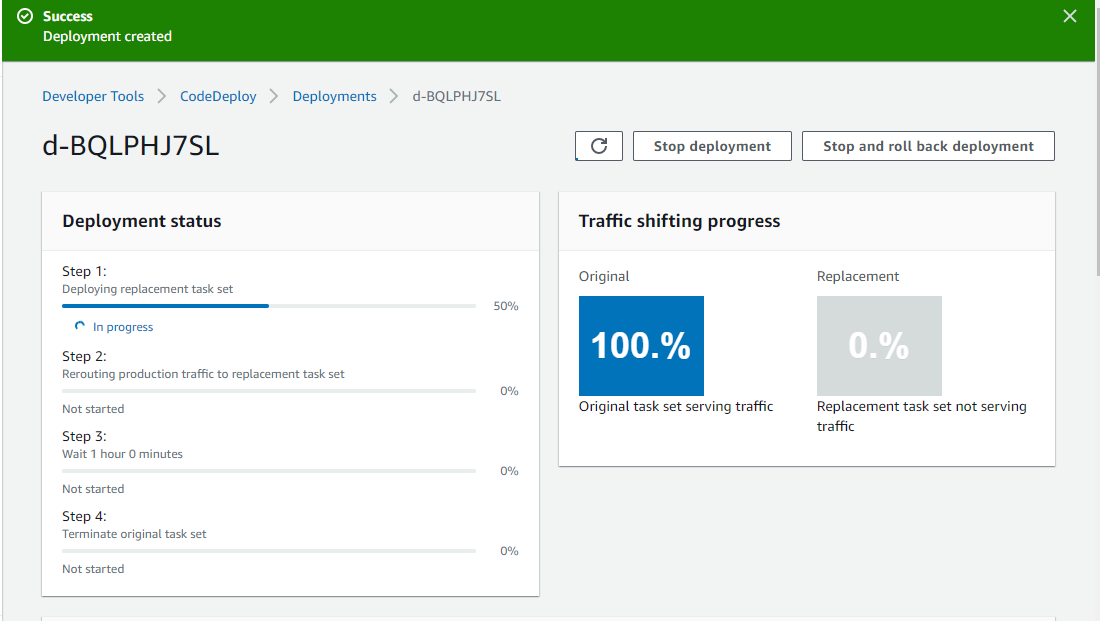 Success
Deployment created
Developer Tools
CodeDeploy
Deployments
d-BQLPHJ7SL
d-BQLPHJ7SL
Stop deployment
Stop and roll back deployment
Deployment status
Step 1:
Deploying replacement task set
50%
In progress
Step 2:
Rerouting production traffic to replacement task set
0%
Not started
Step 3:
Wait 1 hour 0 minutes
0%
Not started
Step 4:
Terminate original task set
0%
Not started
Traffic shifting progress
Original
100.%
Original task set serving traffic
Replacement
0.%
Replacement task set not serving
traffic